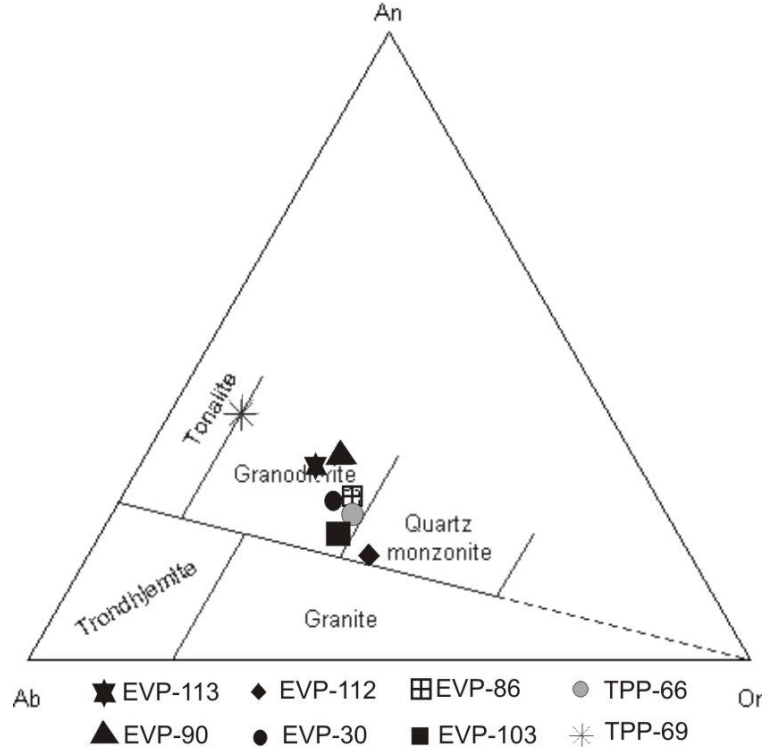 An
Tonalite
Granodiorite
Quartz
monzonite
Trondhjemite
Granite
Ab
Or
EVP-113
EVP-112
EVP-86
TPP-66
EVP-90
EVP-30
EVP-103
TPP-69